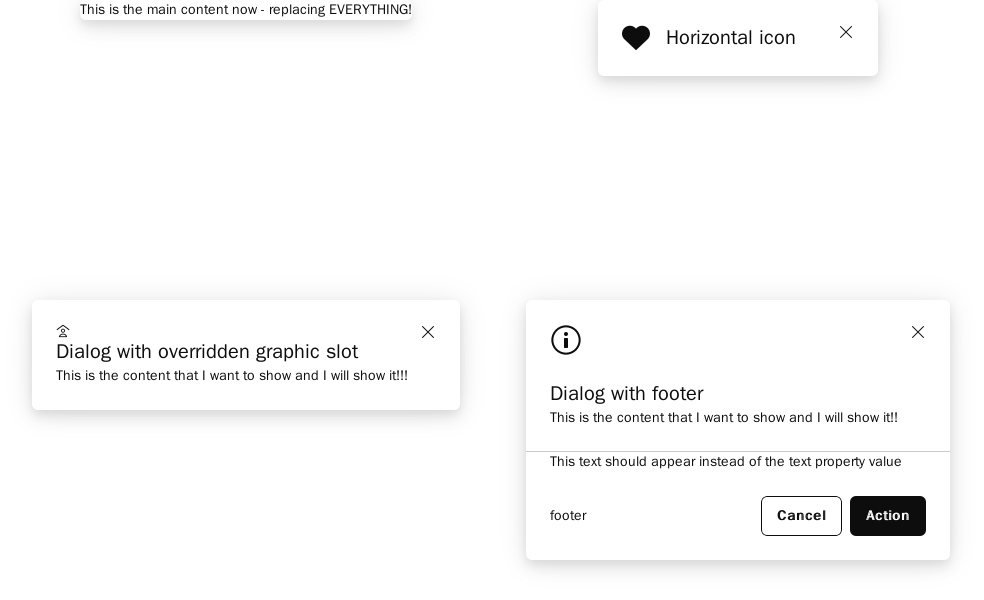 This is the main content now - replacing EVERYTHING!
Horizontal icon
Dialog with overridden graphic slot
This is the content that I want to show and I will show it!!!
Dialog with footer
This is the content that I want to show and I will show it!!
This text should appear instead of the text property value
footer
Cancel
Action